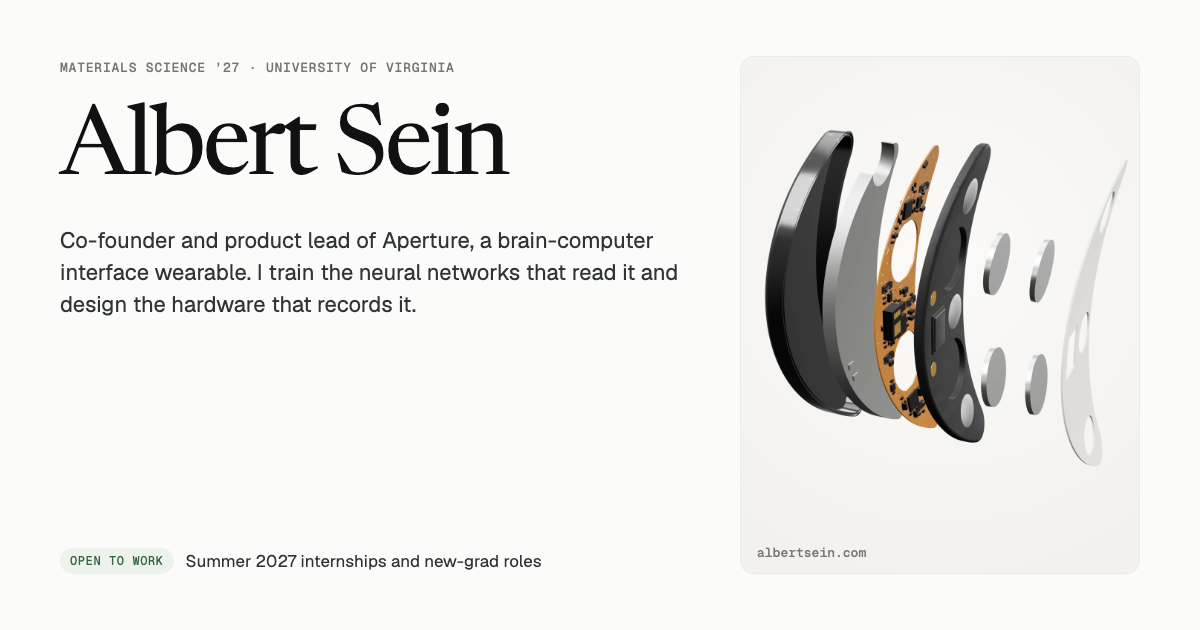 MATERIALS SCIENCE '27 · UNIVERSITY OF VIRGINIA
Albert Sein
Co-founder and product lead of Aperture, a brain-computer
interface wearable. I train the neural networks that read it and
design the hardware that records it.
OPEN TO WORK Summer 2027 internships and new-grad roles
albertsein.com